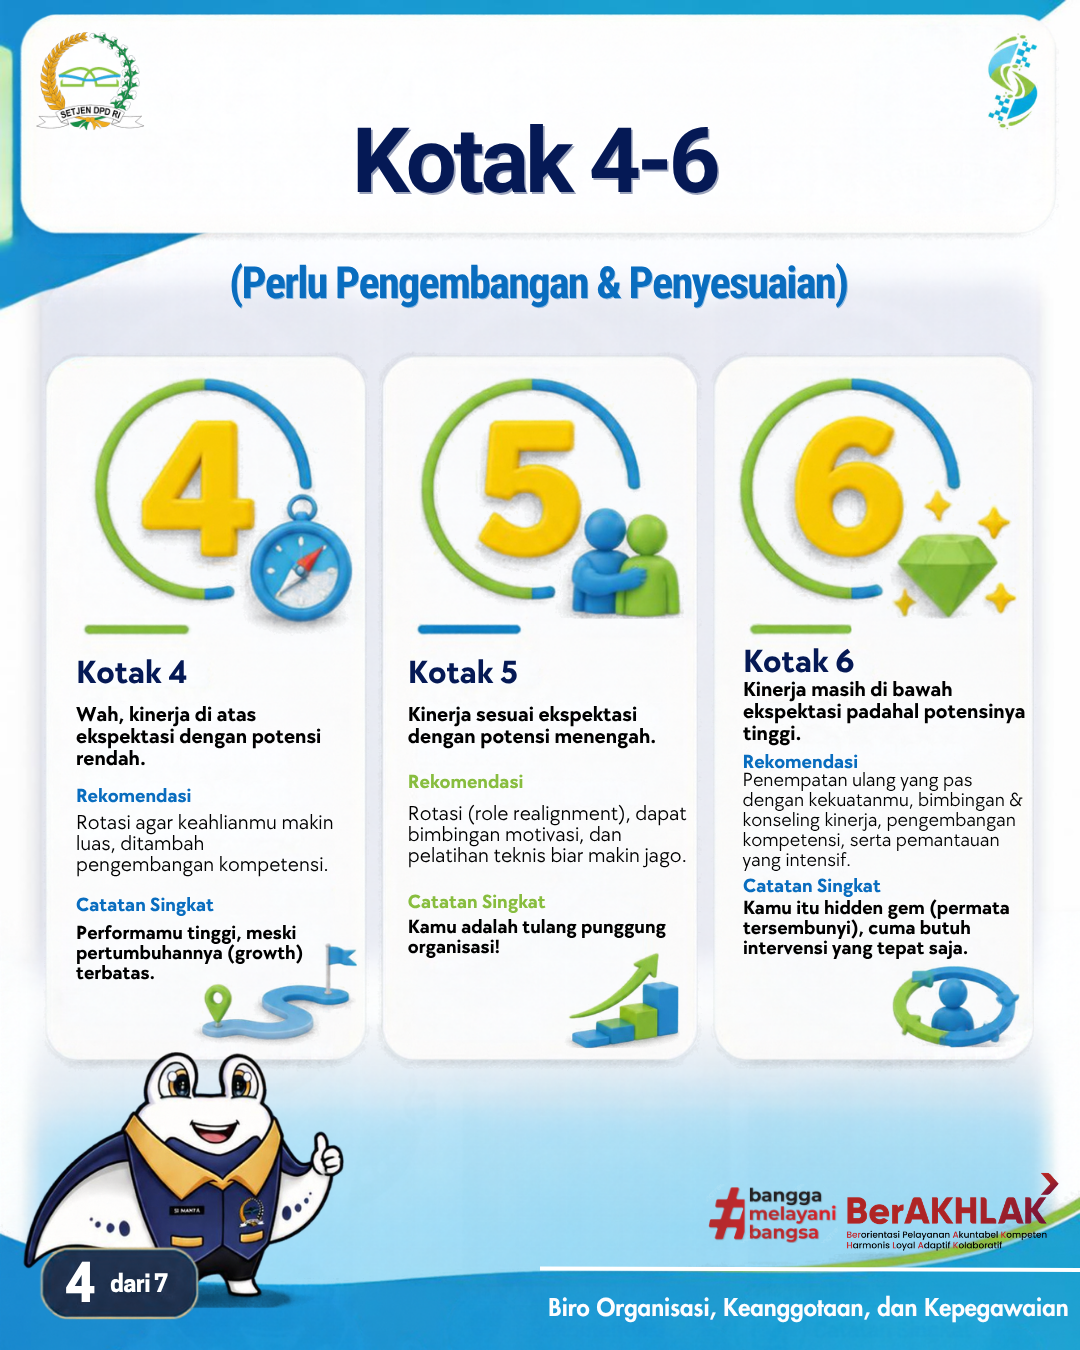 SETJEN DPD RI
Kotak 4-6
(Perlu Pengembangan & Penyesuaian)
4
Kotak 4
Wah, kinerja di atas
ekspektasi dengan potensi
rendah.
Rekomendasi
Rotasi agar keahlianmu makin
luas, ditambah
pengembangan kompetensi.
Catatan Singkat
Performamu tinggi, meski
pertumbuhannya (growth)
terbatas.
5
Kotak 5
Kinerja sesuai ekspektasi
dengan potensi menengah.
Rekomendasi
Rotasi (role realignment), dapat
bimbingan motivasi, dan
pelatihan teknis biar makin jago.
Catatan Singkat
Kamu adalah tulang punggung
organisasi!
6
Kotak 6
Kinerja masih di bawah
ekspektasi padahal potensinya
tinggi.
Rekomendasi
Penempatan ulang yang pas
dengan kekuatanmu, bimbingan &
konseling kinerja, pengembangan
kompetensi, serta pemantauan
yang intensif.
Catatan Singkat
Kamu itu hidden gem (permata
tersembunyi), cuma butuh
intervensi yang tepat saja.
SI MANTA
4 dari 7
#bangga
melayani
bangsa
BerAKHLAK
Berorientasi Pelayanan Akuntabel Kompeten
Harmonis Loyal Adaptif Kolaboratif
Biro Organisasi, Keanggotaan, dan Kepegawaian